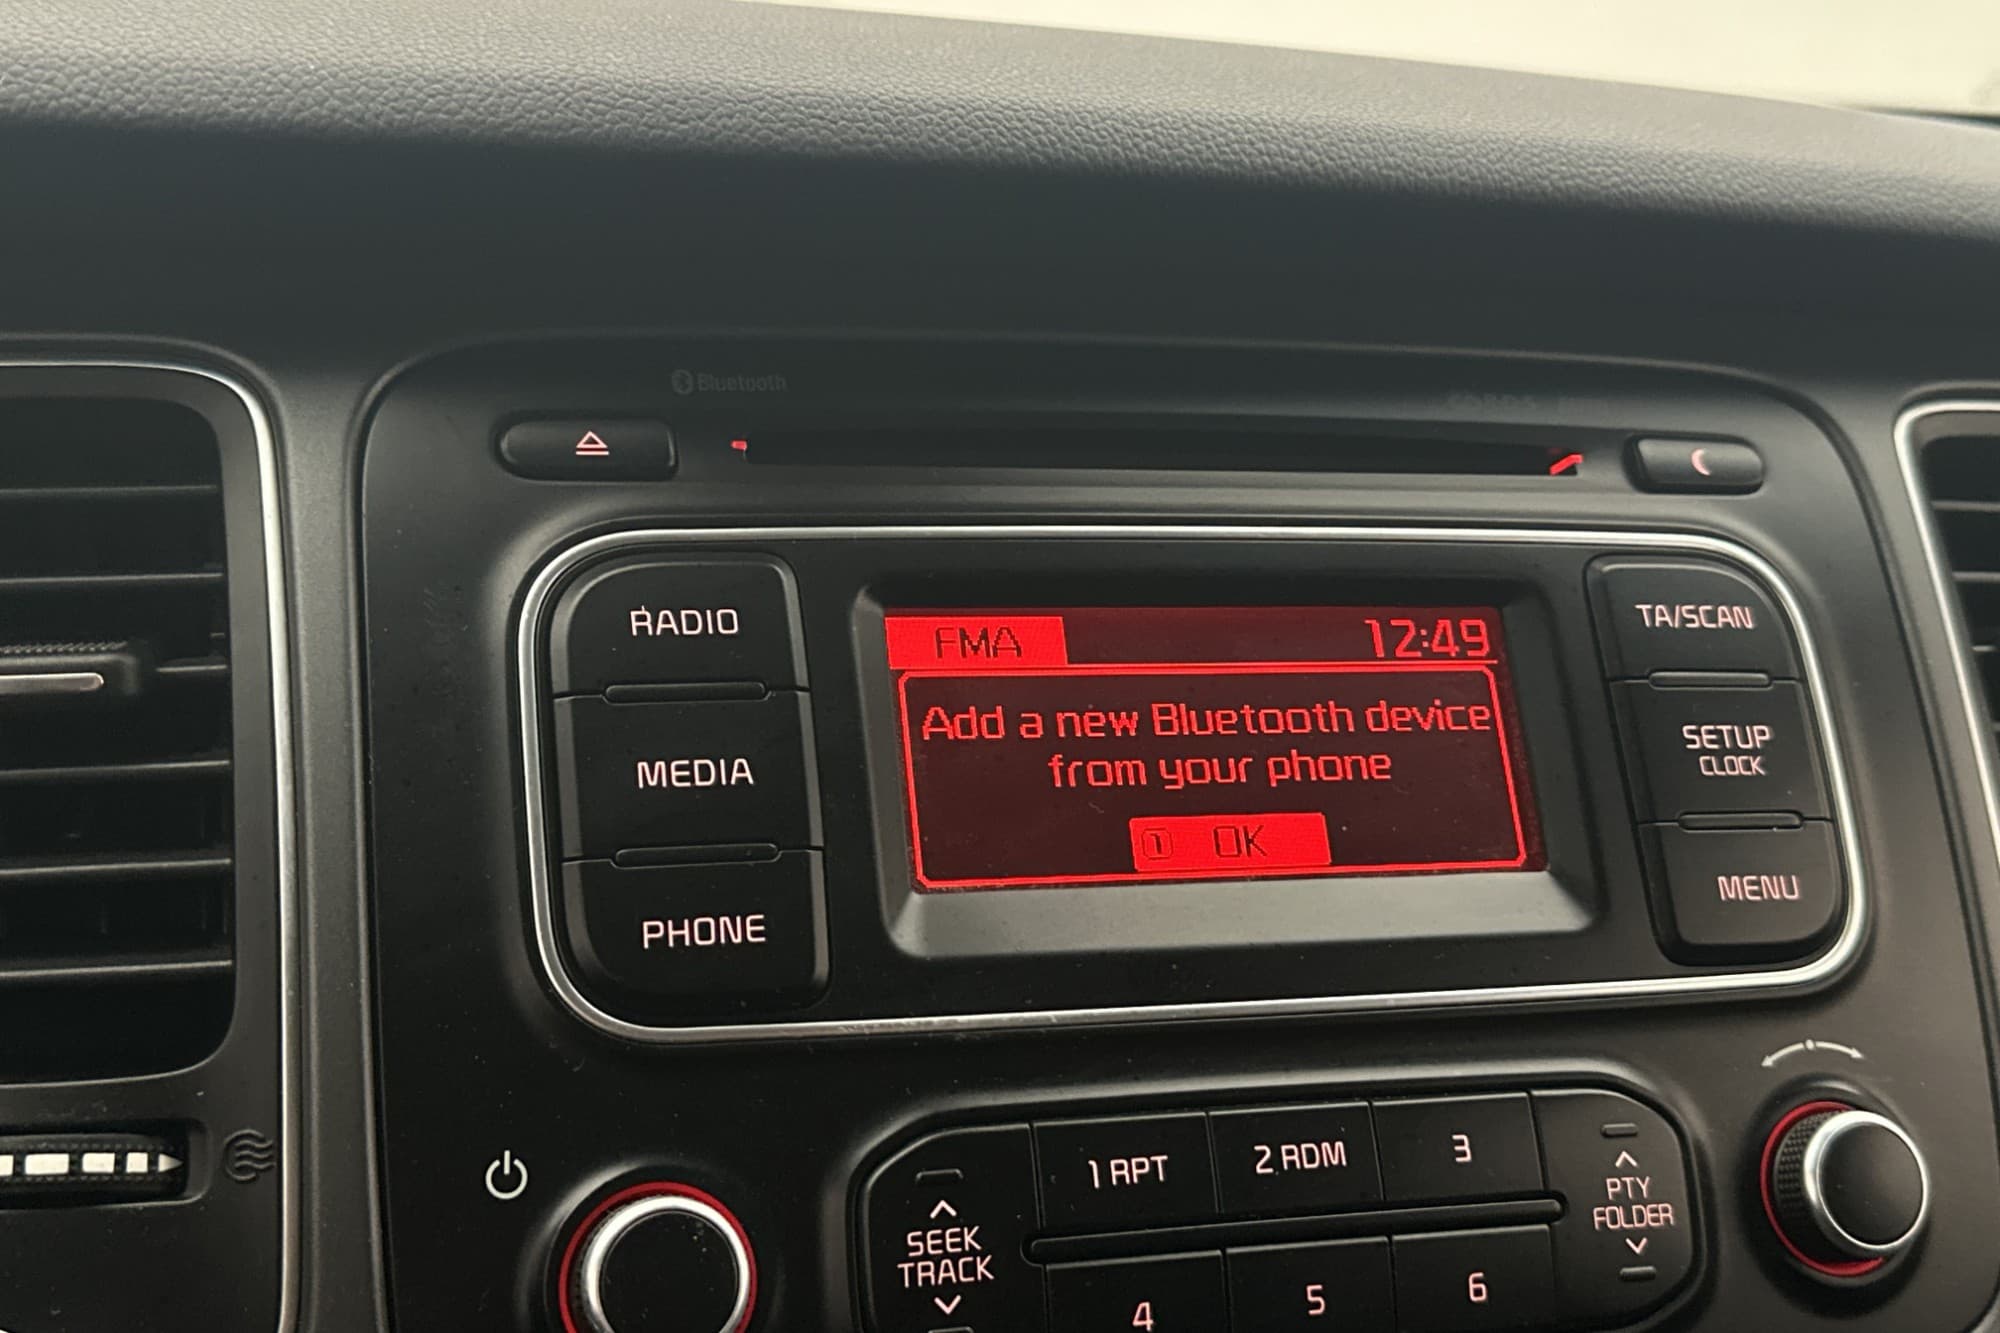 Bluetooth
RADIO
MEDIA
PHONE
FMA 12:49
Add a new Bluetooth device
from your phone
1 OK
TA/SCAN
SETUP
CLOCK
MENU
SEEK
TRACK
1 RPT
2 RDM
3
4
5
6
PTY
FOLDER